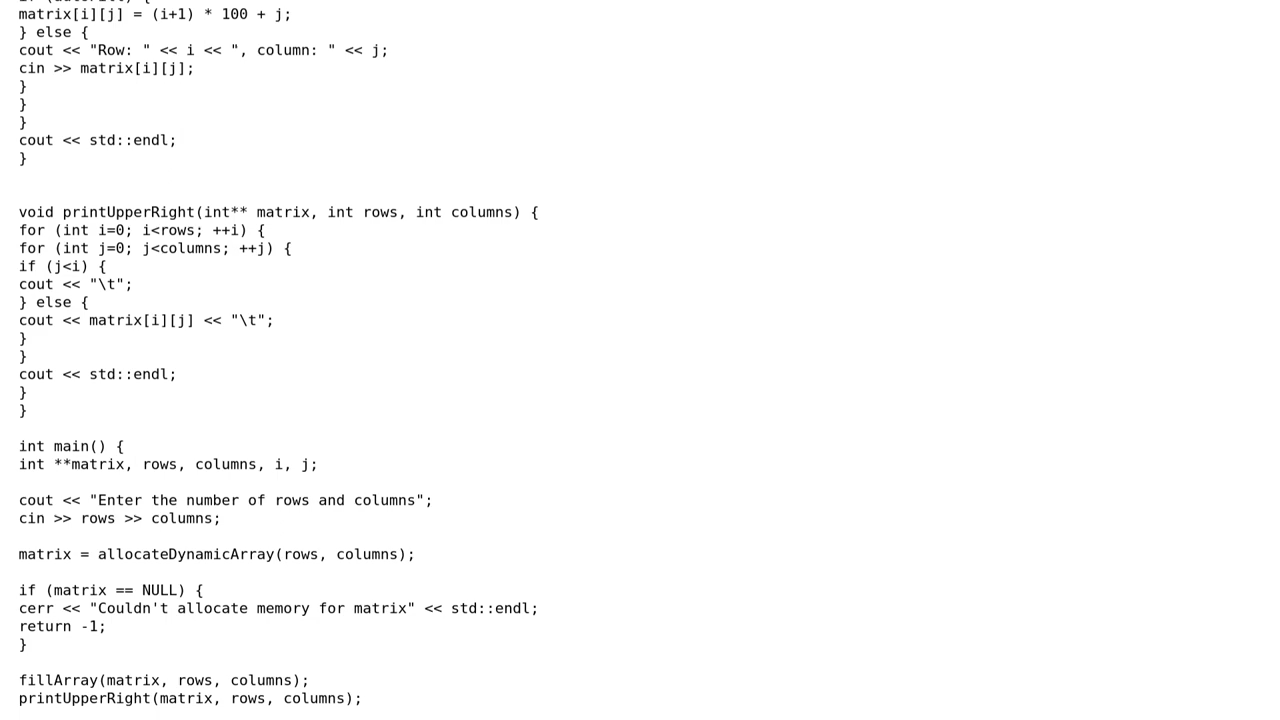 matrix[i][j] = (i+1) * 100 + j;
} else {
cout << "Row: " << i << ", column: " << j;
cin >> matrix[i][j];
}
}
}
cout << std::endl;
}
void printUpperRight(int** matrix, int rows, int columns) {
for (int i=0; i<rows; ++i) {
for (int j=0; j<columns; ++j) {
if (j<i) {
cout << "\t";
} else {
cout << matrix[i][j] << "\t";
}
}
cout << std::endl;
}
}
int main() {
int **matrix, rows, columns, i, j;
cout << "Enter the number of rows and columns";
cin >> rows >> columns;
matrix = allocateDynamicArray(rows, columns);
if (matrix == NULL) {
cerr << "Couldn't allocate memory for matrix" << std::endl;
return -1;
}
fillArray(matrix, rows, columns);
printUpperRight(matrix, rows, columns);